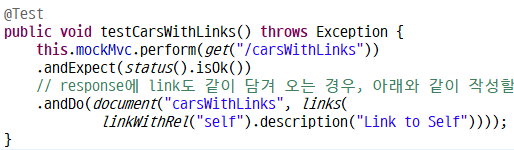 @Test
public void testCarsWithLinks() throws Exception {
this.mockMvc.perform(get("/carsWithLinks"))
.andExpect(status().isOk())
// response에 link도 같이 담겨 오는 경우, 아래와 같이 작성할
.andDo(document("carsWithLinks", links(
linkWithRel("self").description("Link to Self"))));
}